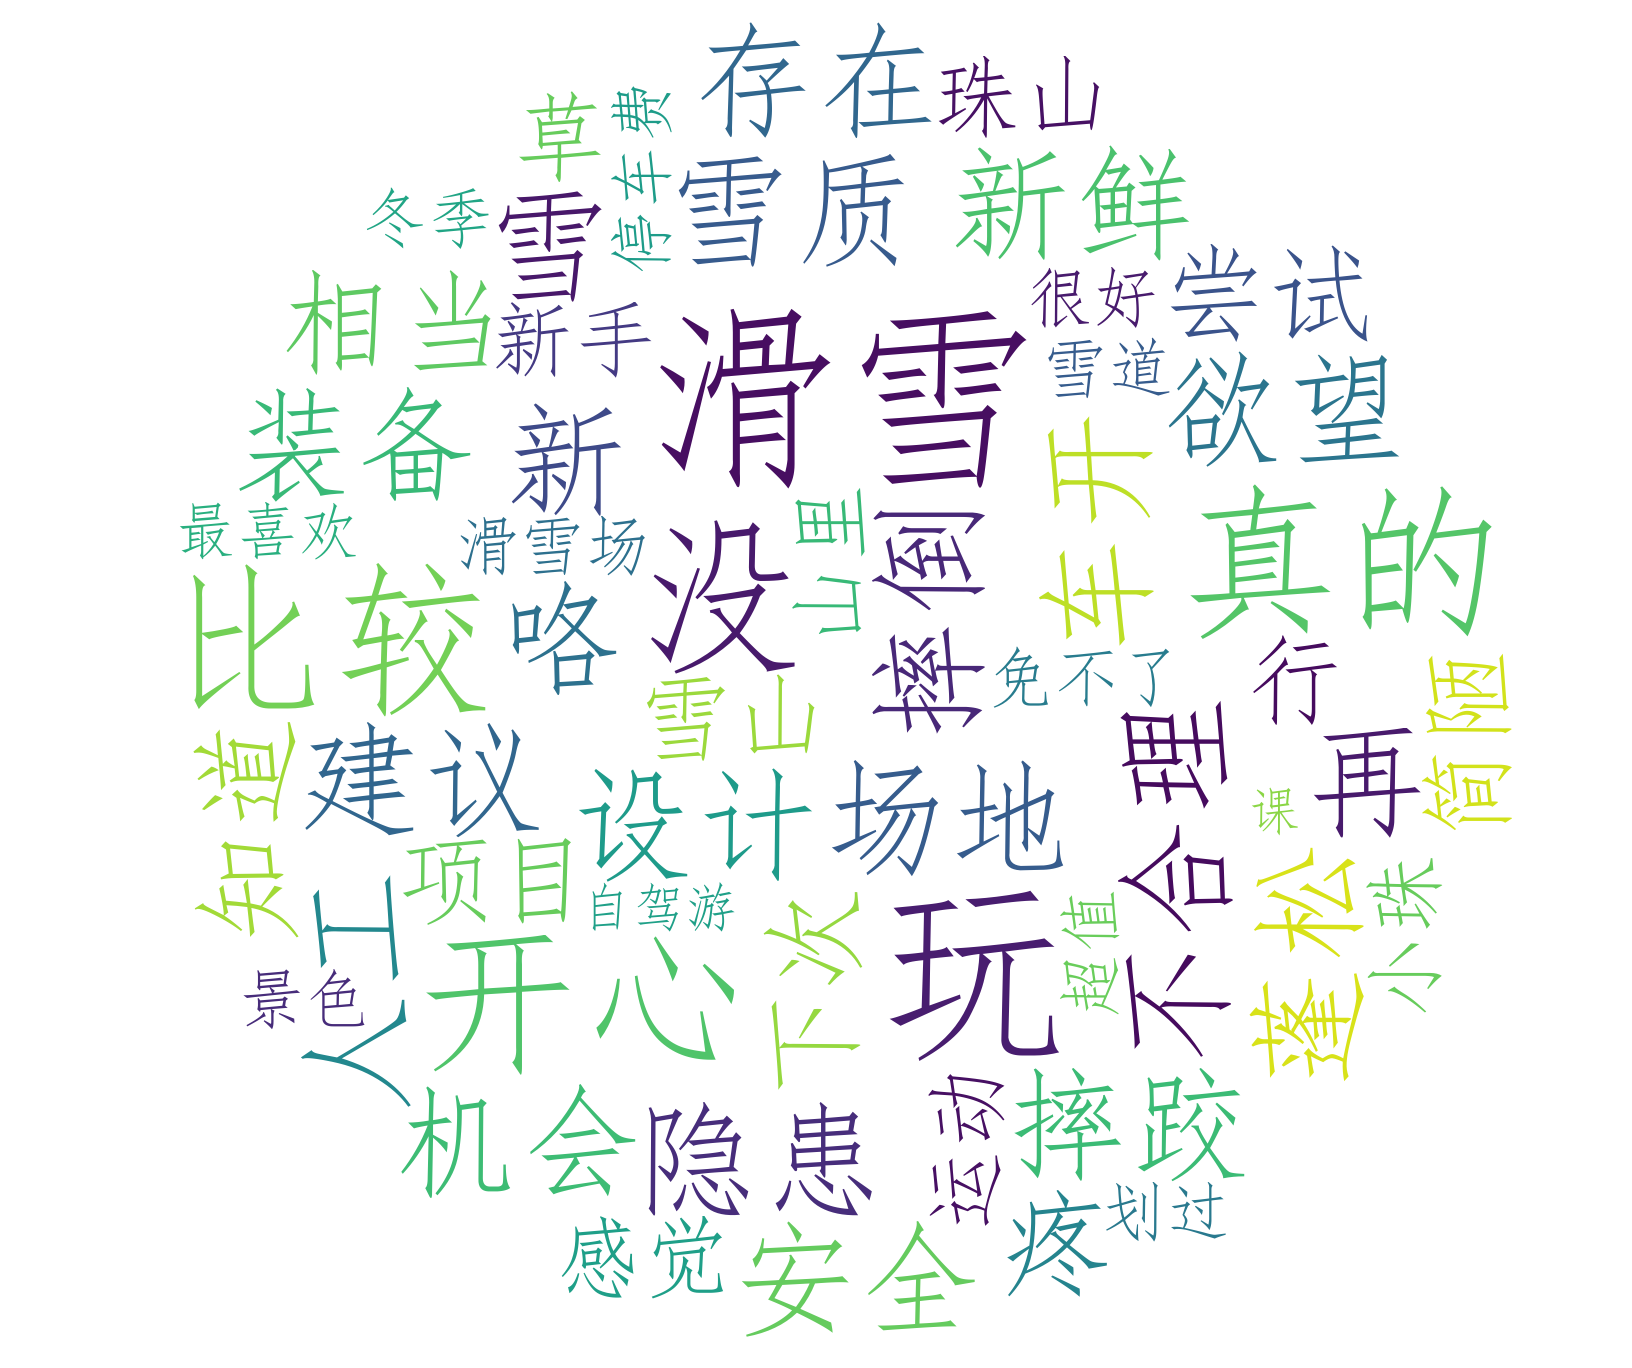 存在
珠山
草
停车费
雪质
新鲜
冬季
雪
很好
尝试
相当
新手
滑雪
雪道
欲望
装备
新
车开
真的
最喜欢
滑雪场
没
山里
摔倒
比较
咯
免不了
行
简陋
雪山
不合理
再
知道
建议
设计
场地
课
项目
人工
自驾游
下次
玩
超值
蓬松
小珠
景色
开心
机会
隐患
运动
摔跤
感觉
安全
疼
划过